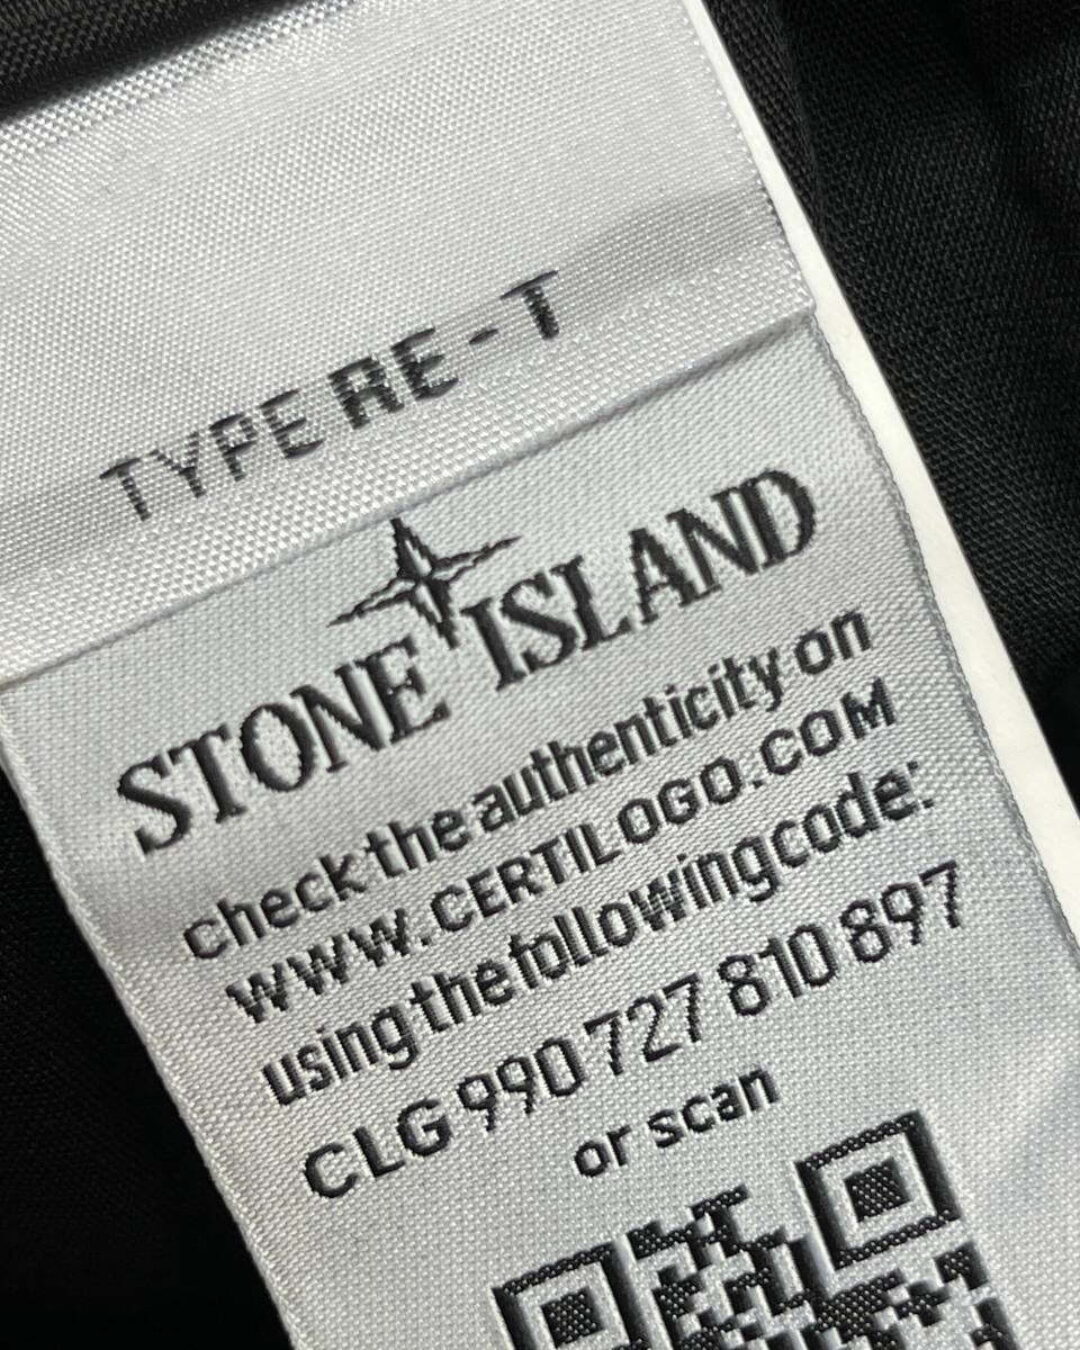 TYPE RE-T
STONE ISLAND
check the authenticity on
WWW.CERTILOGO.COM
using the following code:
CLG 990 727 810 897
or scan